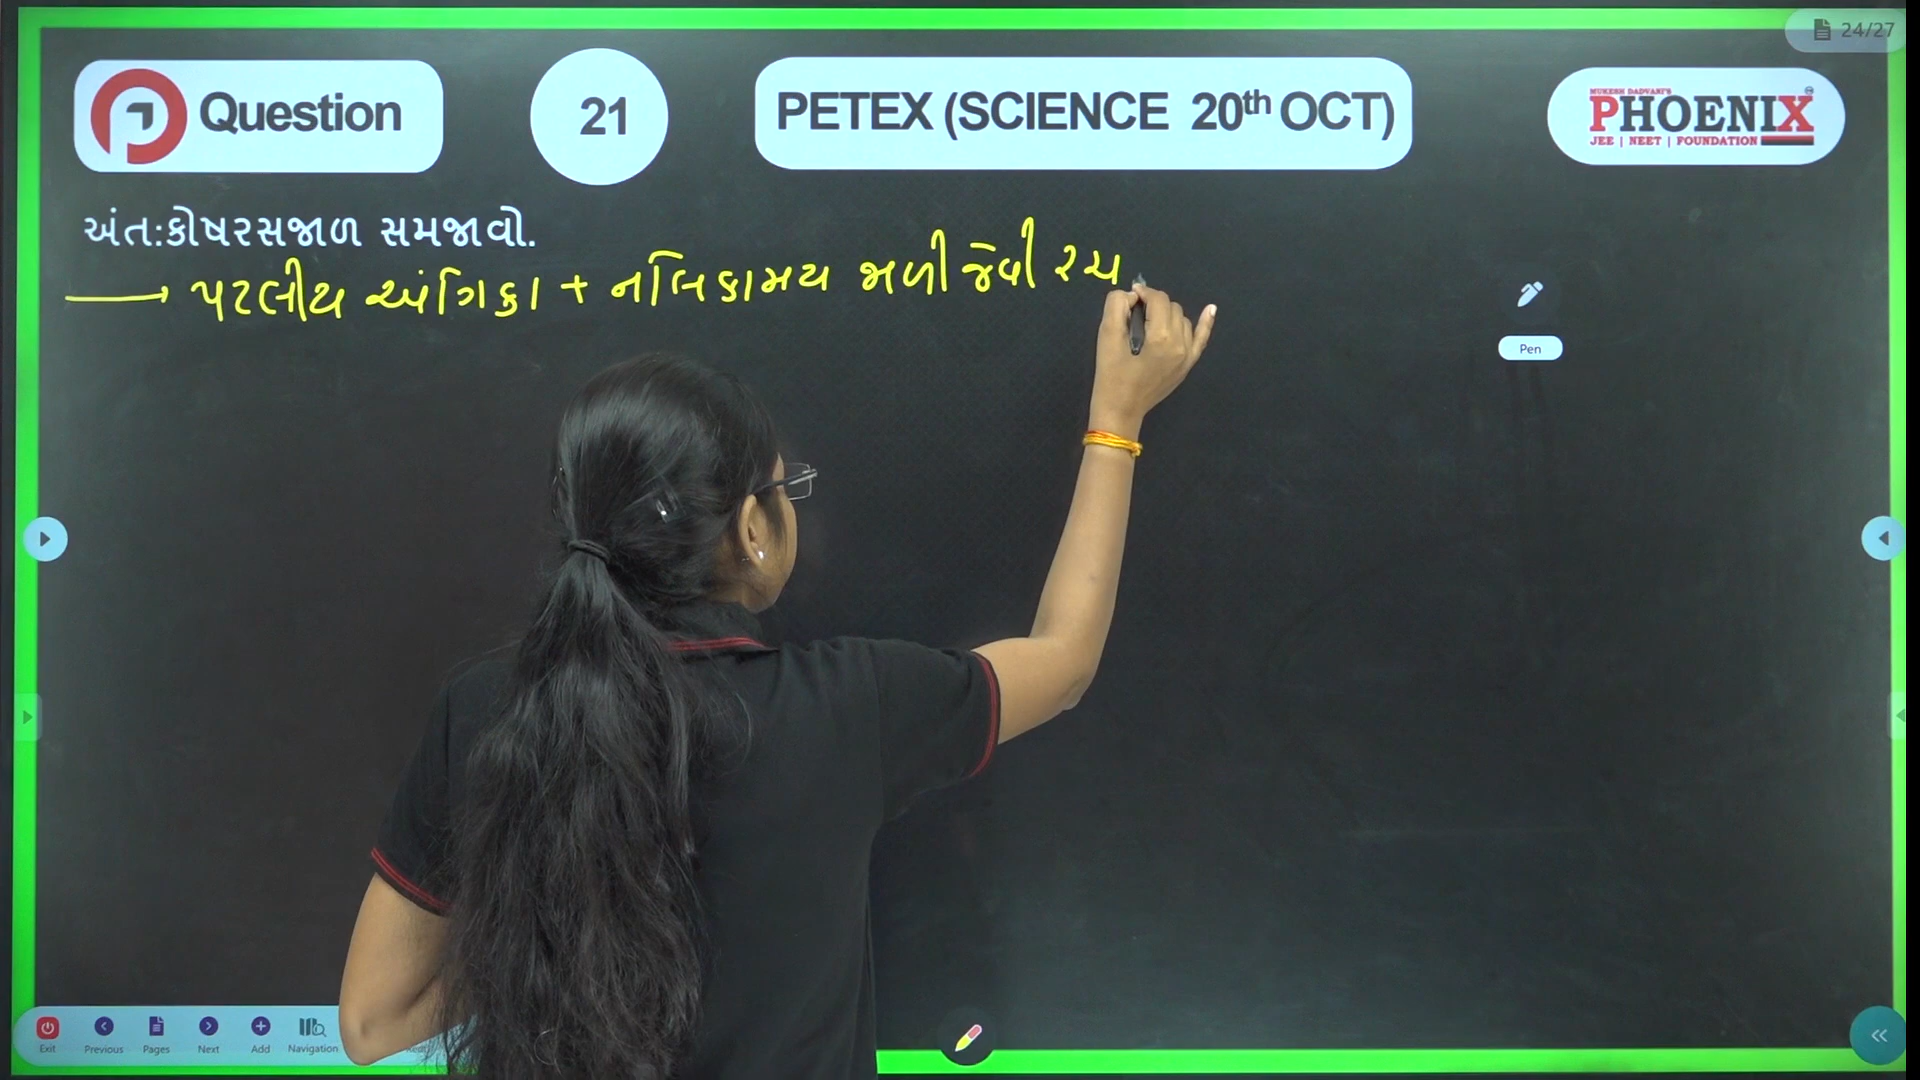 24/27
Question
21
PETEX (SCIENCE 20th OCT)
MUKESH DADVANI'S
PHOENIX
JEE | NEET | FOUNDATION
અંત:કોષરસજાળ સમજાવો.
પટલીય અંગિકા + નલિકામય જાળી જેવી રચ
Pen
Exit
Previous
Pages
Next
Add
Navigation